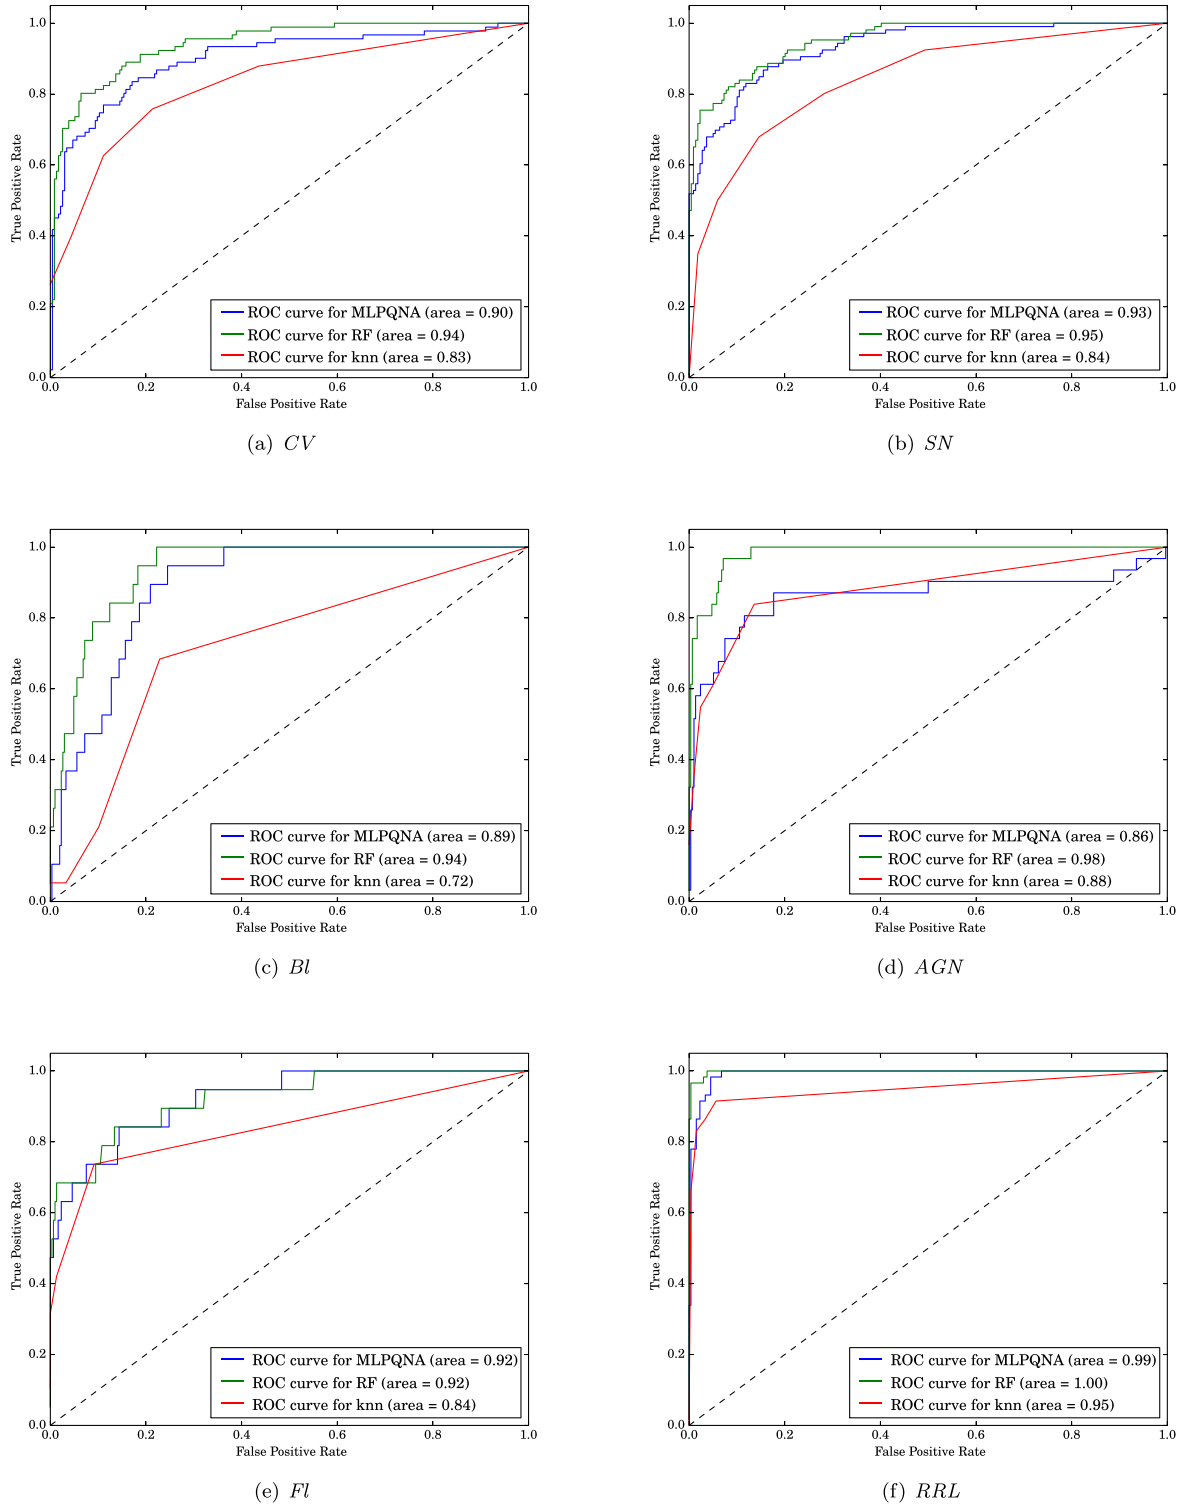 1.0
0.8
0.6
0.4
0.2
0.0
True Positive Rate
ROC curve for MLPQNA (area = 0.90)
ROC curve for RF (area = 0.94)
ROC curve for knn (area = 0.83)
0.0 0.2 0.4 0.6 0.8 1.0
False Positive Rate
(a) CV
1.0
0.8
0.6
0.4
0.2
0.0
True Positive Rate
ROC curve for MLPQNA (area = 0.93)
ROC curve for RF (area = 0.95)
ROC curve for knn (area = 0.84)
0.0 0.2 0.4 0.6 0.8 1.0
False Positive Rate
(b) SN
1.0
0.8
0.6
0.4
0.2
0.0
True Positive Rate
ROC curve for MLPQNA (area = 0.89)
ROC curve for RF (area = 0.94)
ROC curve for knn (area = 0.72)
0.0 0.2 0.4 0.6 0.8 1.0
False Positive Rate
(c) Bl
1.0
0.8
0.6
0.4
0.2
0.0
True Positive Rate
ROC curve for MLPQNA (area = 0.86)
ROC curve for RF (area = 0.98)
ROC curve for knn (area = 0.88)
0.0 0.2 0.4 0.6 0.8 1.0
False Positive Rate
(d) AGN
1.0
0.8
0.6
0.4
0.2
0.0
True Positive Rate
ROC curve for MLPQNA (area = 0.92)
ROC curve for RF (area = 0.92)
ROC curve for knn (area = 0.84)
0.0 0.2 0.4 0.6 0.8 1.0
False Positive Rate
(e) Fl
1.0
0.8
0.6
0.4
0.2
0.0
True Positive Rate
ROC curve for MLPQNA (area = 0.99)
ROC curve for RF (area = 1.00)
ROC curve for knn (area = 0.95)
0.0 0.2 0.4 0.6 0.8 1.0
False Positive Rate
(f) RRL